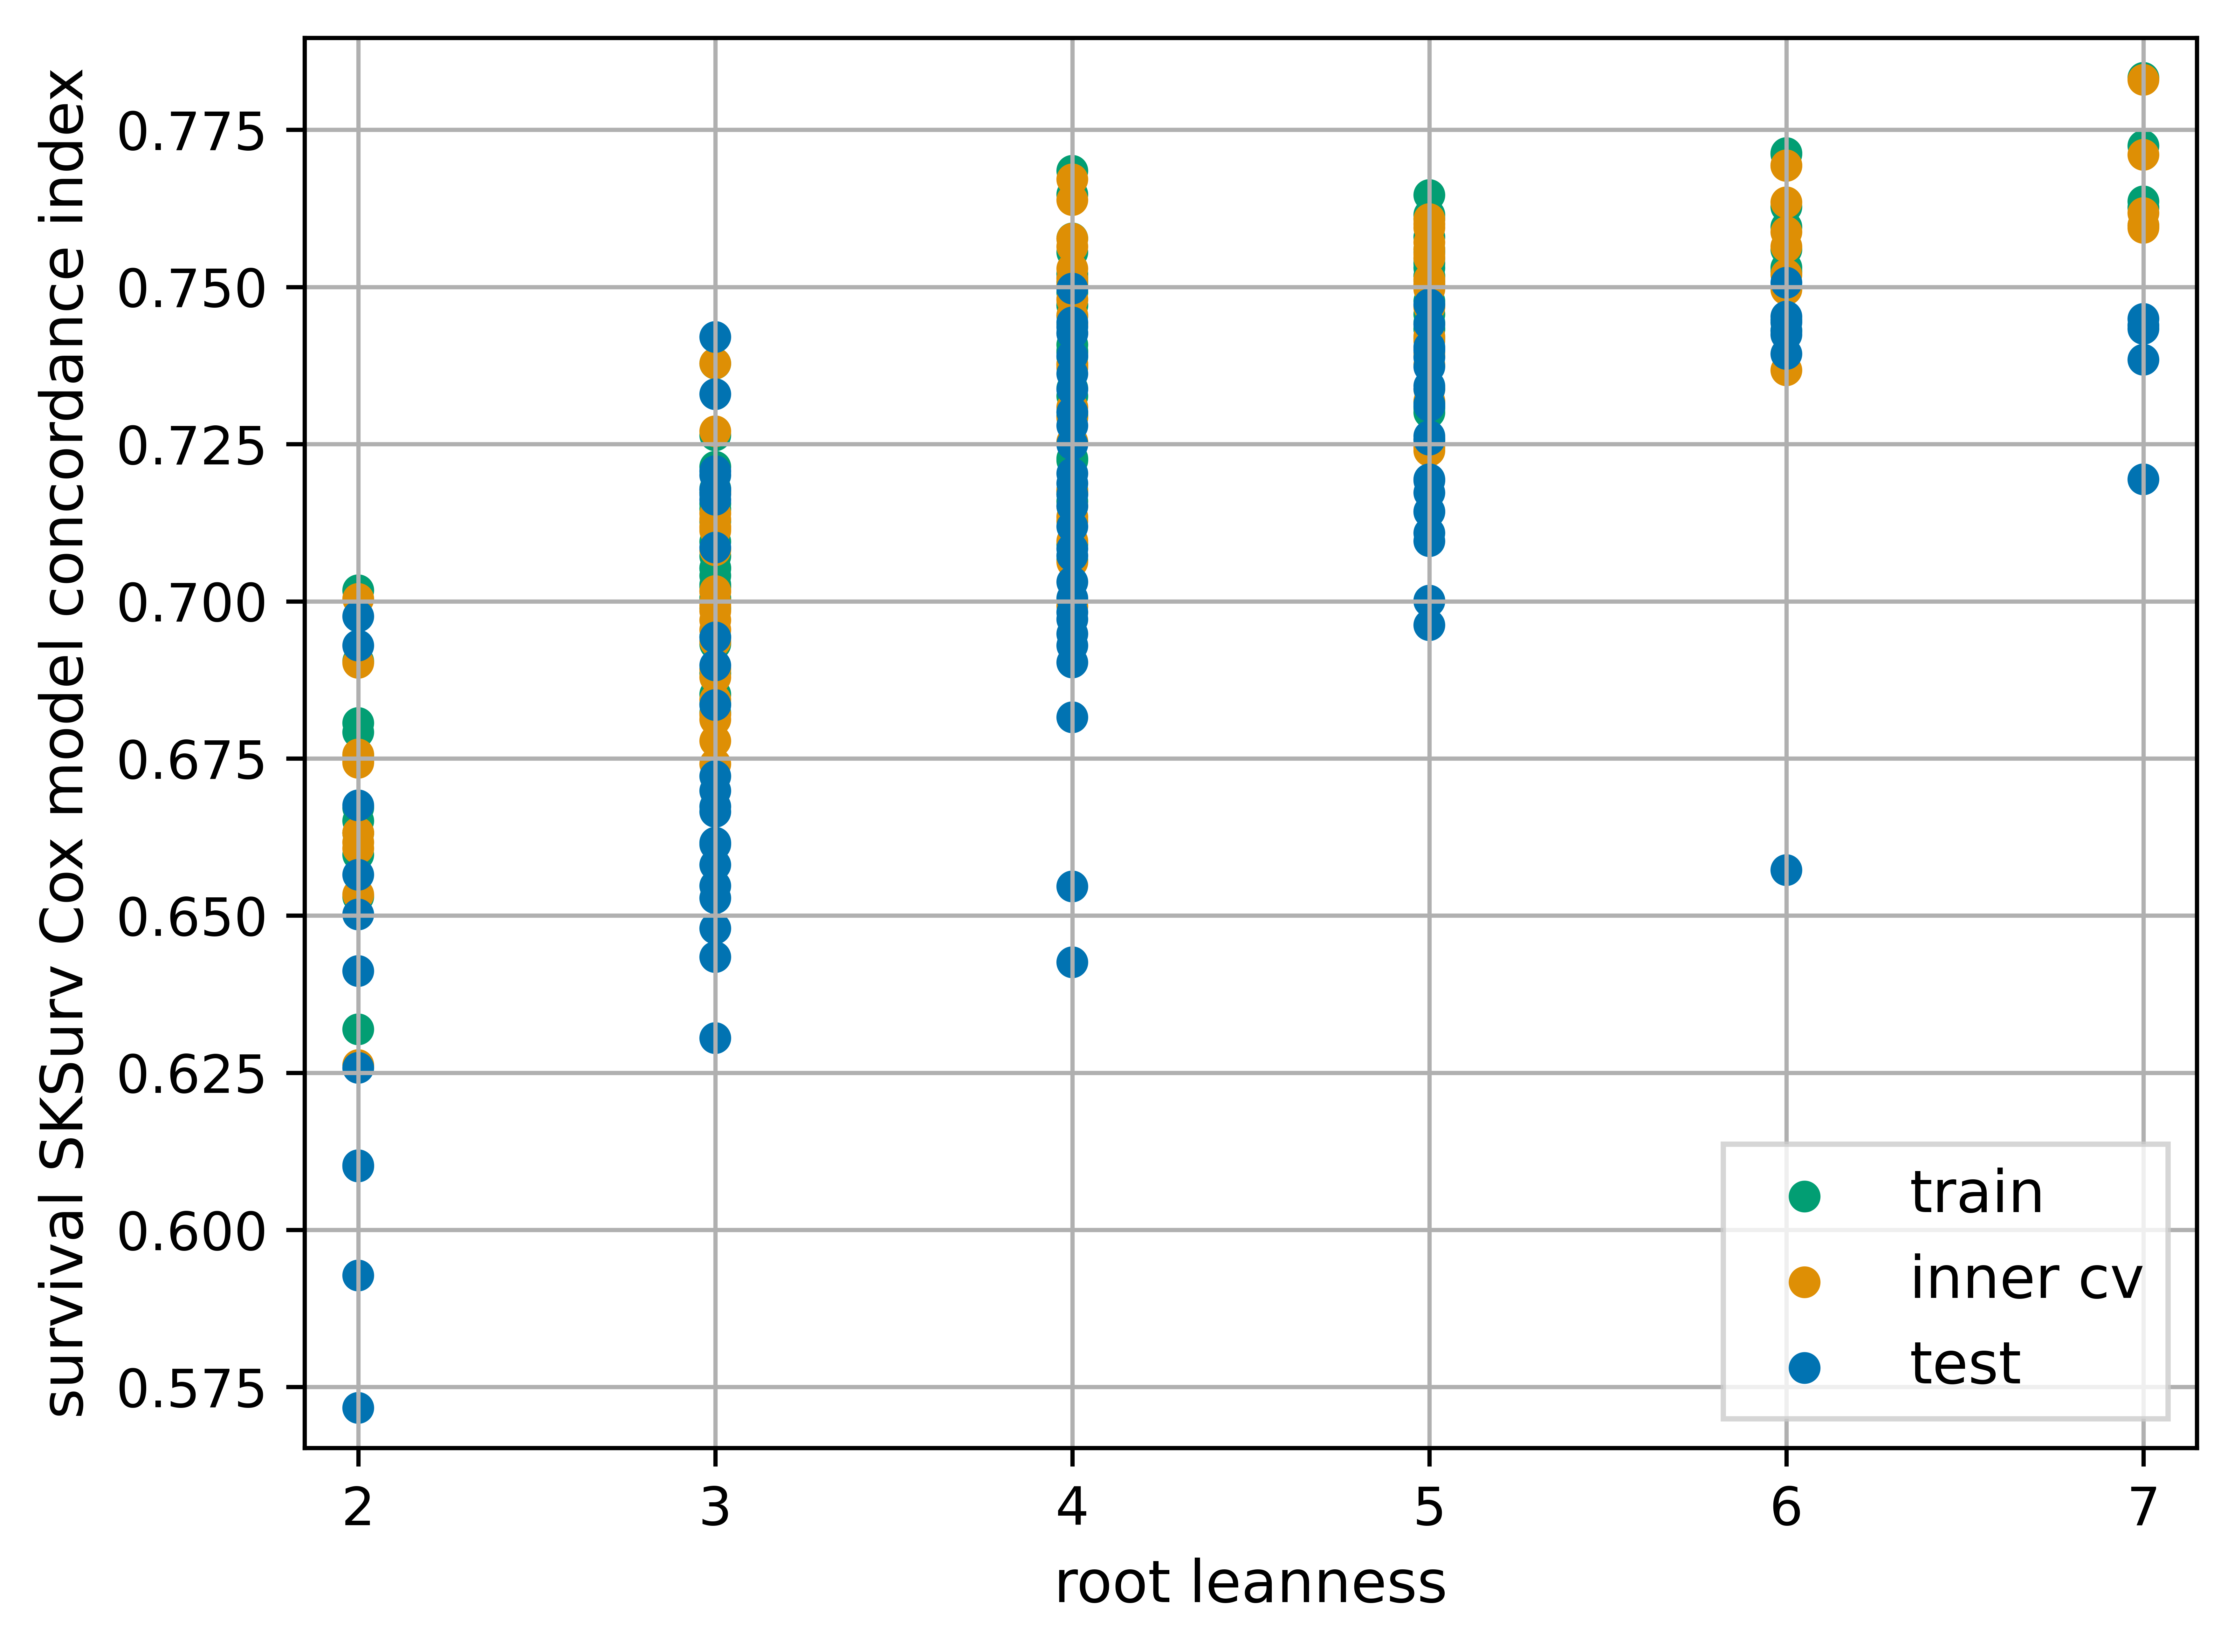 survival SKSurv Cox model concordance index
0.775
0.750
0.725
0.700
0.675
0.650
0.625
0.600
0.575
train
inner cv
test
2 3 4 5 6 7
root leanness